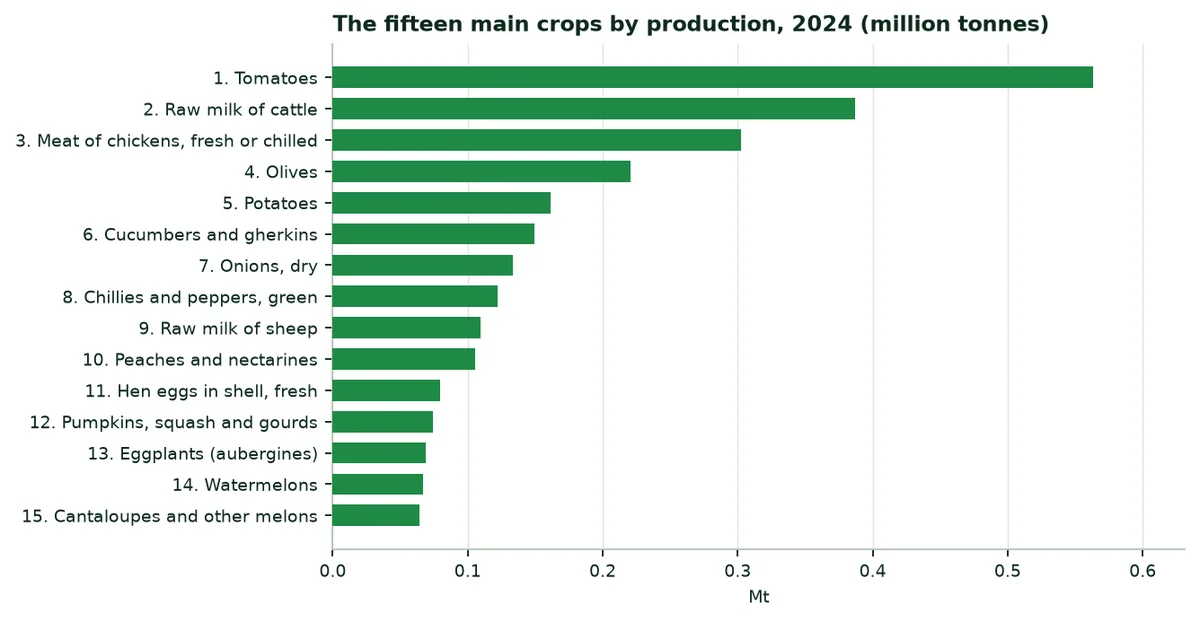 The fifteen main crops by production, 2024 (million tonnes)
1. Tomatoes
2. Raw milk of cattle
3. Meat of chickens, fresh or chilled
4. Olives
5. Potatoes
6. Cucumbers and gherkins
7. Onions, dry
8. Chillies and peppers, green
9. Raw milk of sheep
10. Peaches and nectarines
11. Hen eggs in shell, fresh
12. Pumpkins, squash and gourds
13. Eggplants (aubergines)
14. Watermelons
15. Cantaloupes and other melons
0.0 0.1 0.2 0.3 0.4 0.5 0.6
Mt